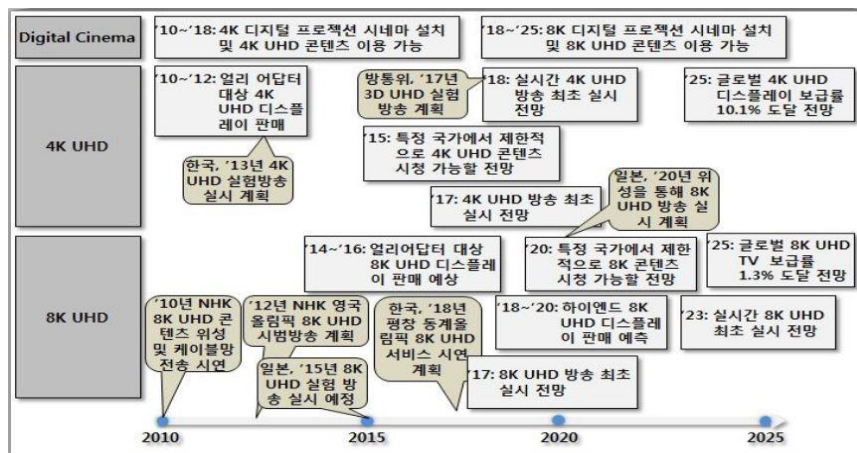 Digital Cinema
'10~'18: 4K 디지털 프로젝션 시네마 설치
및 4K UHD 콘텐츠 이용 가능
'18~'25: 8K 디지털 프로젝션 시네마 설치
및 8K UHD 콘텐츠 이용 가능
4K UHD
'10~'12: 얼리 어답터
대상 4K
UHD 디스플
레이 판매
방통위, '17년
3D UHD 실험
방송 계획
'18: 실시간 4K UHD
방송 최초 실시
전망
'25: 글로벌 4K UHD
디스플레이 보급률
10.1% 도달 전망
한국, '13년 4K
UHD 실험방송
실시 계획
'15: 특정 국가에서 제한적
으로 4K UHD 콘텐츠
시청 가능할 전망
'17: 4K UHD 방송 최초
실시 전망
일본, '20년 위
성을 통해 8K
UHD 방송 실
시 계획
8K UHD
'14~'16: 얼리어답터 대상
8K UHD 디스플레
이 판매 예상
'20: 특정 국가에서 제한
적으로 8K 콘텐츠
시청 가능할 전망
'25: 글로벌 8K UHD
TV 보급률
1.3% 도달 전망
'10년 NHK
8K UHD 콘
텐츠 위성
및 케이블망
전송 시연
'12년 NHK 영국
올림픽 8K UHD
시범방송 계획
한국, '18년
평창 동계올
림픽 8K UHD
서비스 시연
계획
'18~'20: 하이엔드 8K
UHD 디스플레
이 판매 예측
'23: 실시간 8K UHD
최초 실시 전망
일본, '15년 8K
UHD 실험 방
송 실시 예정
'17: 8K UHD 방송 최초
실시 전망
2010
2015
2020
2025